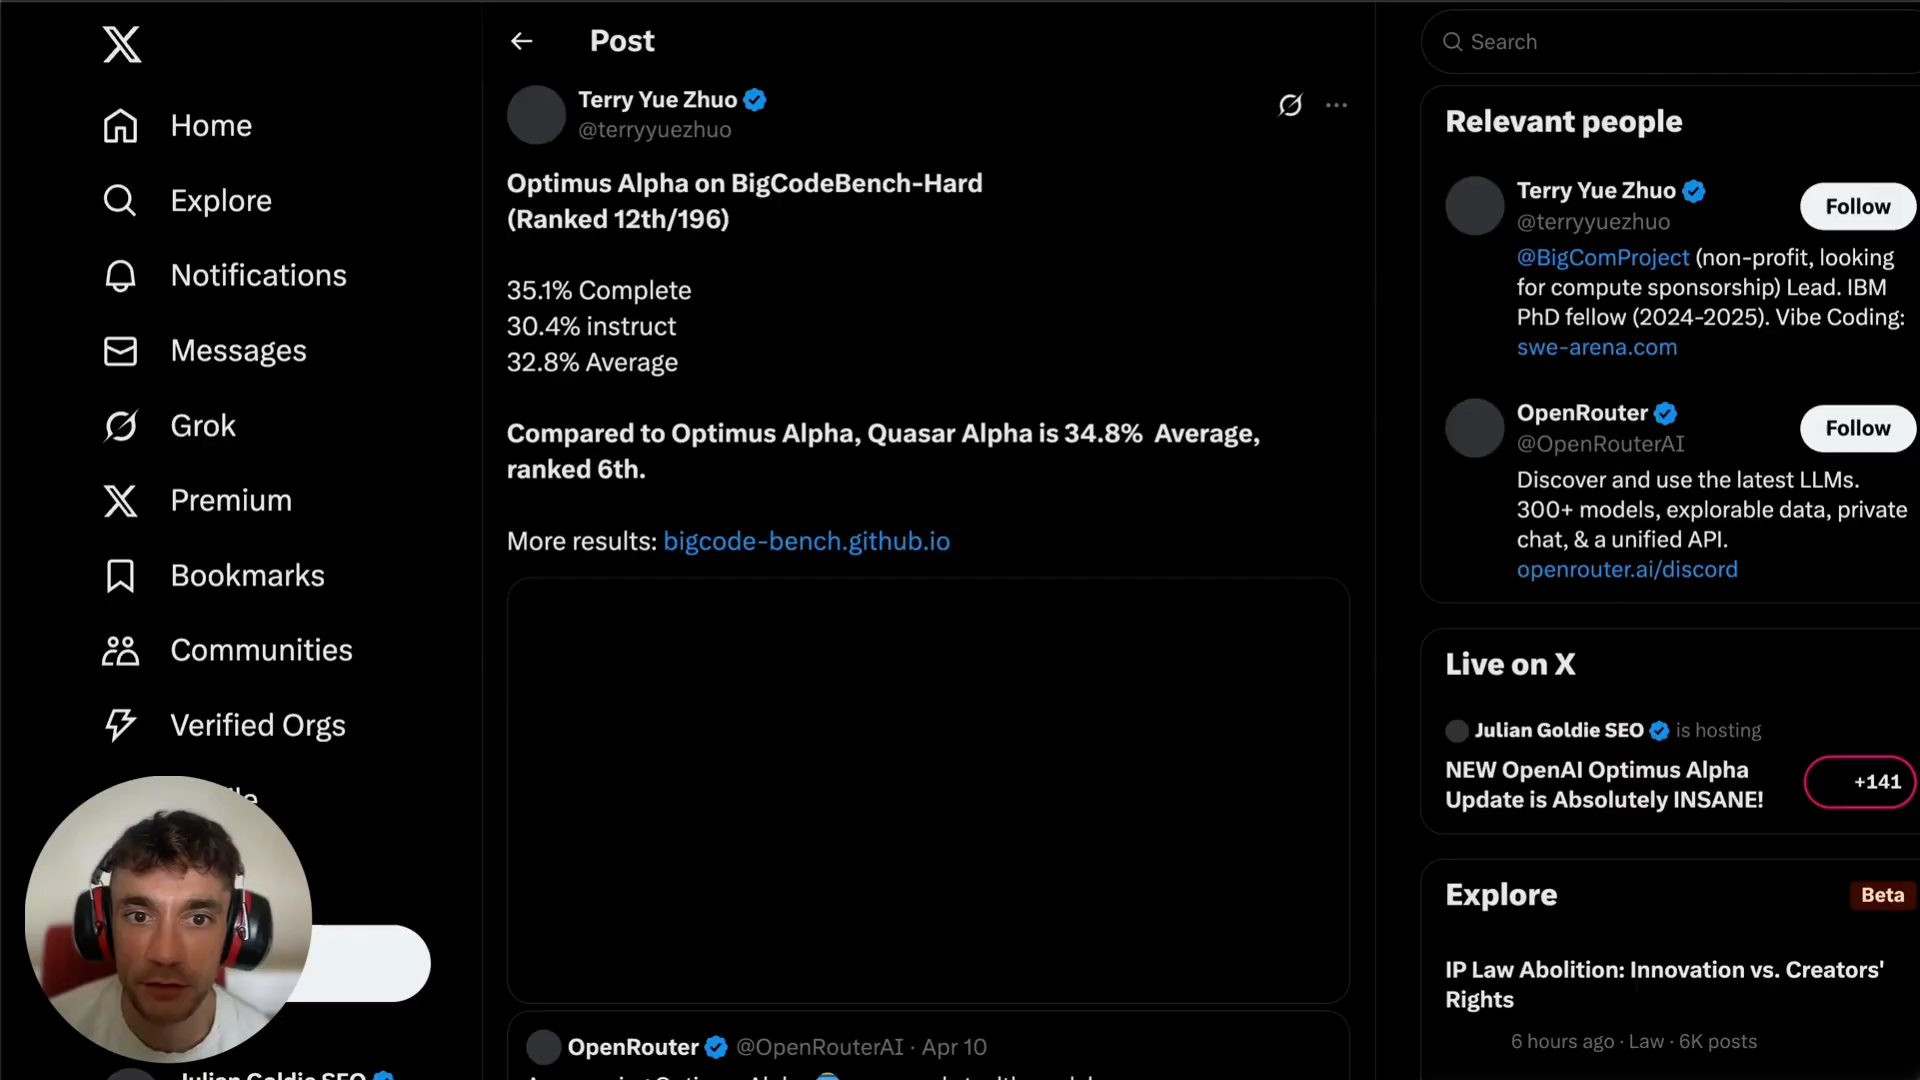 Home
Explore
Notifications
Messages
Grok
Premium
Bookmarks
Communities
Verified Orgs
Post
Terry Yue Zhuo
@terryyuezhuo
Optimus Alpha on BigCodeBench-Hard
(Ranked 12th/196)
35.1% Complete
30.4% instruct
32.8% Average
Compared to Optimus Alpha, Quasar Alpha is 34.8% Average,
ranked 6th.
More results: bigcode-bench.github.io
OpenRouter @OpenRouterAI · Apr 10
Search
Relevant people
Terry Yue Zhuo
@terryyuezhuo
Follow
@BigComProject (non-profit, looking
for compute sponsorship) Lead. IBM
PhD fellow (2024-2025). Vibe Coding:
swe-arena.com
OpenRouter
@OpenRouterAI
Follow
Discover and use the latest LLMs.
300+ models, explorable data, private
chat, & a unified API.
openrouter.ai/discord
Live on X
Julian Goldie SEO is hosting
NEW OpenAI Optimus Alpha
Update is Absolutely INSANE!
+141
Explore
Beta
IP Law Abolition: Innovation vs. Creators'
Rights
6 hours ago · Law · 6K posts
Julian Goldie SEO